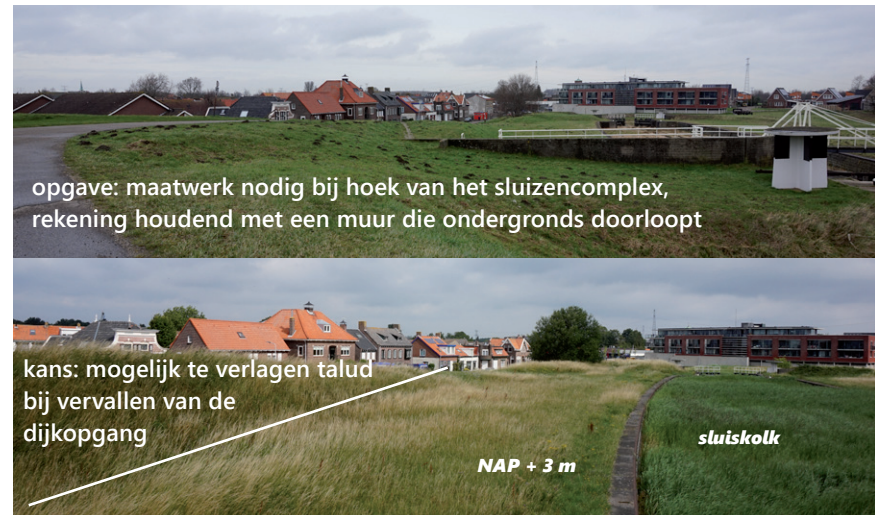 opgave: maatwerk nodig bij hoek van het sluizencomplex,
rekening houdend met een muur die ondergronds doorloopt
kans: mogelijk te verlagen talud
bij vervallen van de
dijkopgang
sluiskolk
NAP + 3 m